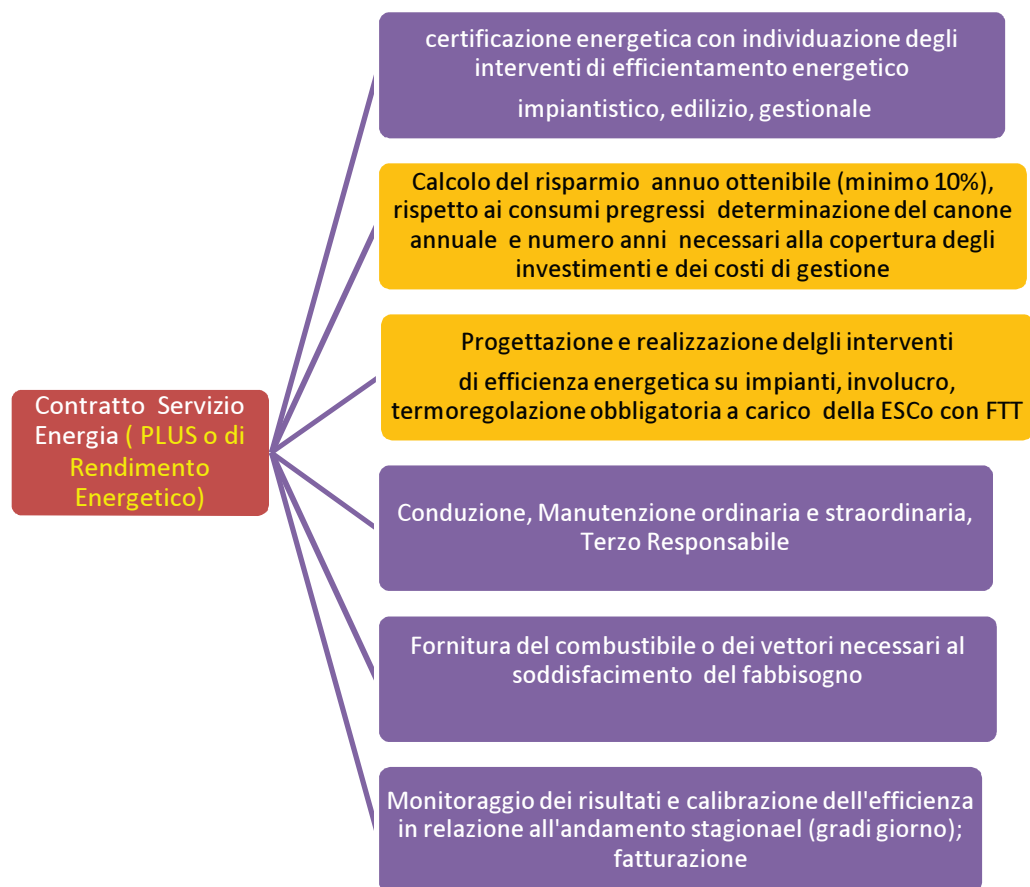 certificazione energetica con individuazione degli
interventi di efficientamento energetico
impiantistico, edilizio, gestionale
Calcolo del risparmio annuo ottenibile (minimo 10%),
rispetto ai consumi pregressi determinazione del canone
annuale e numero anni necessari alla copertura degli
investimenti e dei costi di gestione
Progettazione e realizzazione delgli interventi
di efficienza energetica su impianti, involucro,
termoregolazione obbligatoria a carico della ESCo con FTT
Contratto Servizio
Energia ( PLUS o di
Rendimento
Energetico)
Conduzione, Manutenzione ordinaria e straordinaria,
Terzo Responsabile
Fornitura del combustibile o dei vettori necessari al
soddisfacimento del fabbisogno
Monitoraggio dei risultati e calibrazione dell'efficienza
in relazione all'andamento stagionael (gradi giorno);
fatturazione